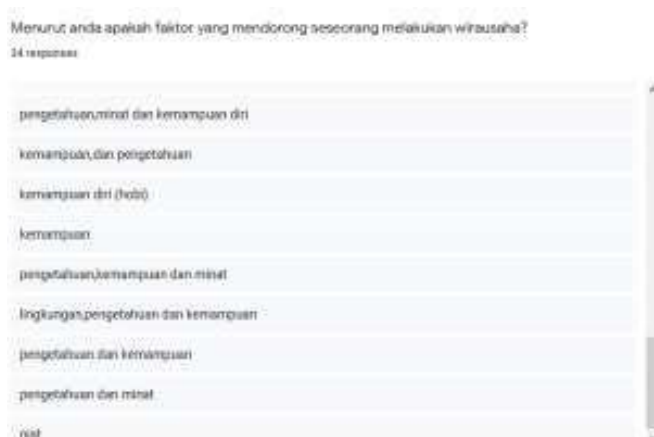 Menurut anda apakah faktor yang mendorong seseorang melakukan wirausaha?
24 responses
pengetahuan,minat dan kemampuan diri
kemampuan,dan pengetahuan
kemampuan diri (hobi)
kemampuan
pengetahuan,kemampuan dan minat
lingkungan,pengetahuan dan kemampuan
pengetahuan dan kemampuan
pengetahuan dan minat